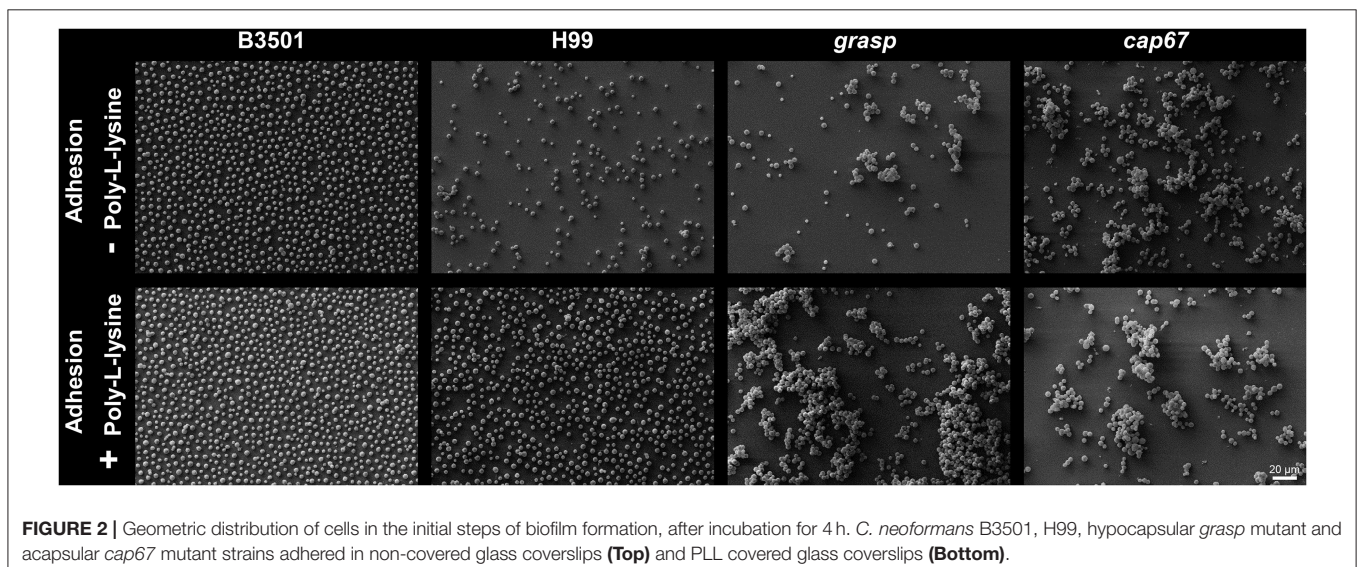 B3501 H99 grasp cap67
Adhesion
- Poly-L-lysine
Adhesion
+ Poly-L-lysine
20 µm
FIGURE 2 | Geometric distribution of cells in the initial steps of biofilm formation, after incubation for 4 h. C. neoformans B3501, H99, hypocapsular grasp mutant and
acapsular cap67 mutant strains adhered in non-covered glass coverslips (Top) and PLL covered glass coverslips (Bottom).